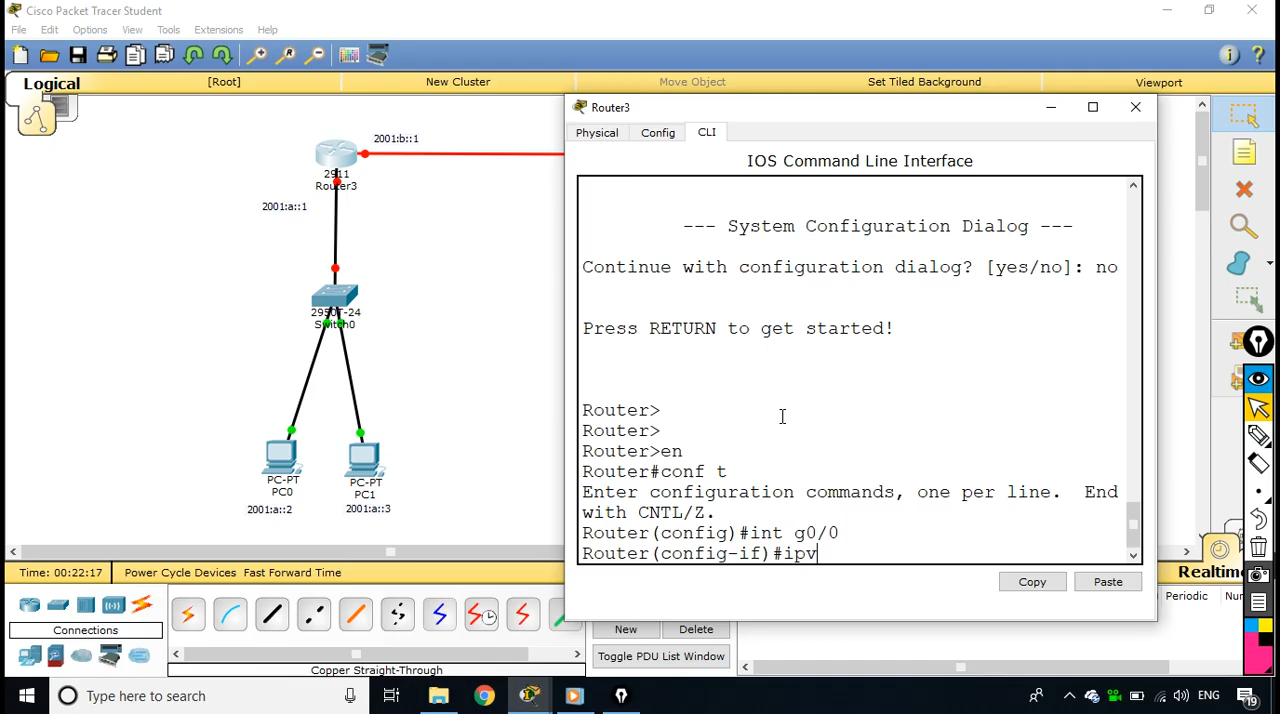 Cisco Packet Tracer Student
File Edit Options View Tools Extensions Help
Logical [Root] New Cluster Move Object Set Tiled Background Viewport
2001:b::1
2911
Router3
2001:a::1
2950T-24
Switch0
PC-PT
PC0
2001:a::2
PC-PT
PC1
2001:a::3
Router3
Physical Config CLI
IOS Command Line Interface
--- System Configuration Dialog ---
Continue with configuration dialog? [yes/no]: no
Press RETURN to get started!
Router>
Router>
Router>en
Router#conf t
Enter configuration commands, one per line. End
with CNTL/Z.
Router(config)#int g0/0
Router(config-if)#ipv
Copy Paste
Time: 00:22:17 Power Cycle Devices Fast Forward Time Realtime
Periodic
Connections
New Delete
Toggle PDU List Window
Copper Straight-Through
Type here to search
ENG
19